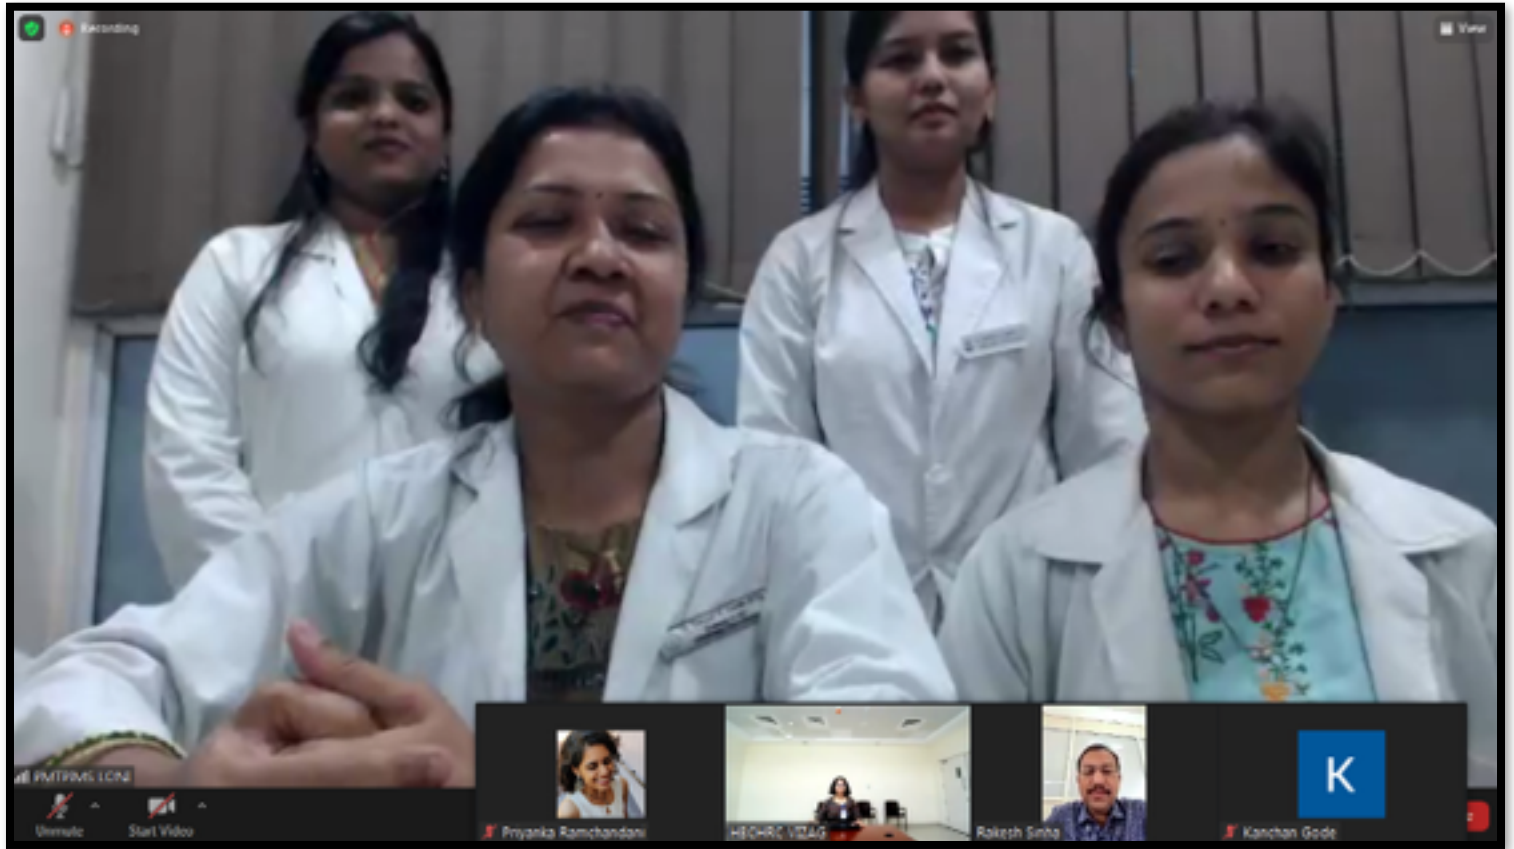 Recording
View
PMTPIMS LONI
Unmute
Start Video
Priyanka Ramchandani
HBCHRC VIZAG
Rakesh Sinha
K
Kanchan Gode